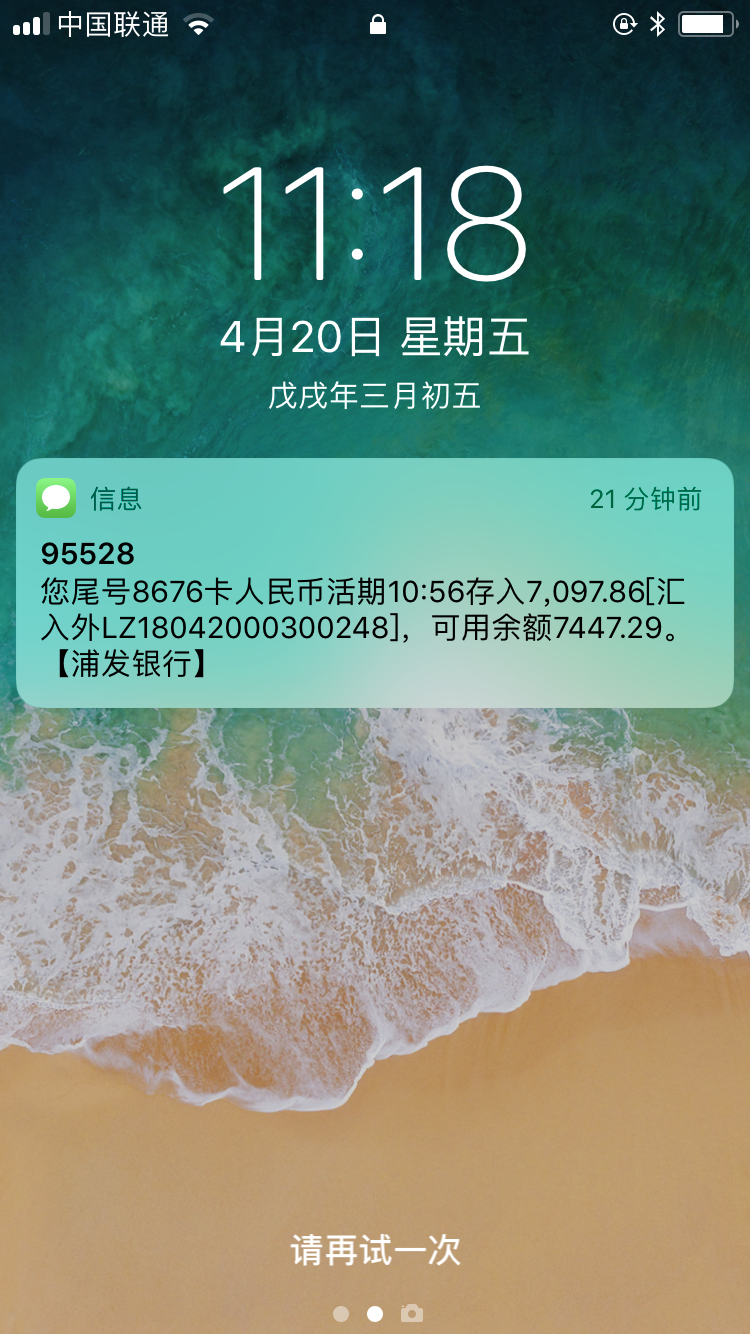 中国联通
11:18
4月20日 星期五
戊戌年三月初五
信息
21 分钟前
95528
您尾号8676卡人民币活期10:56存入7,097.86[汇
入外LZ18042000300248]，可用余额7447.29。
【浦发银行】
请再试一次